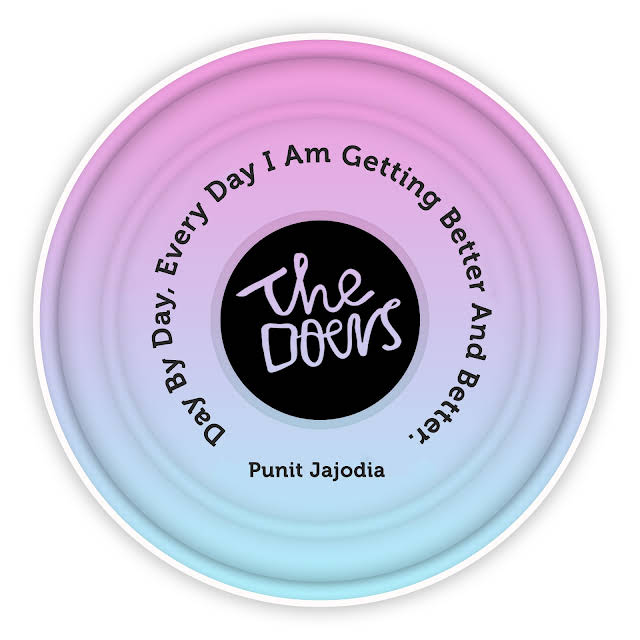 Day By Day, Every Day I Am Getting Better And Better.
The
Doers
Punit Jajodia